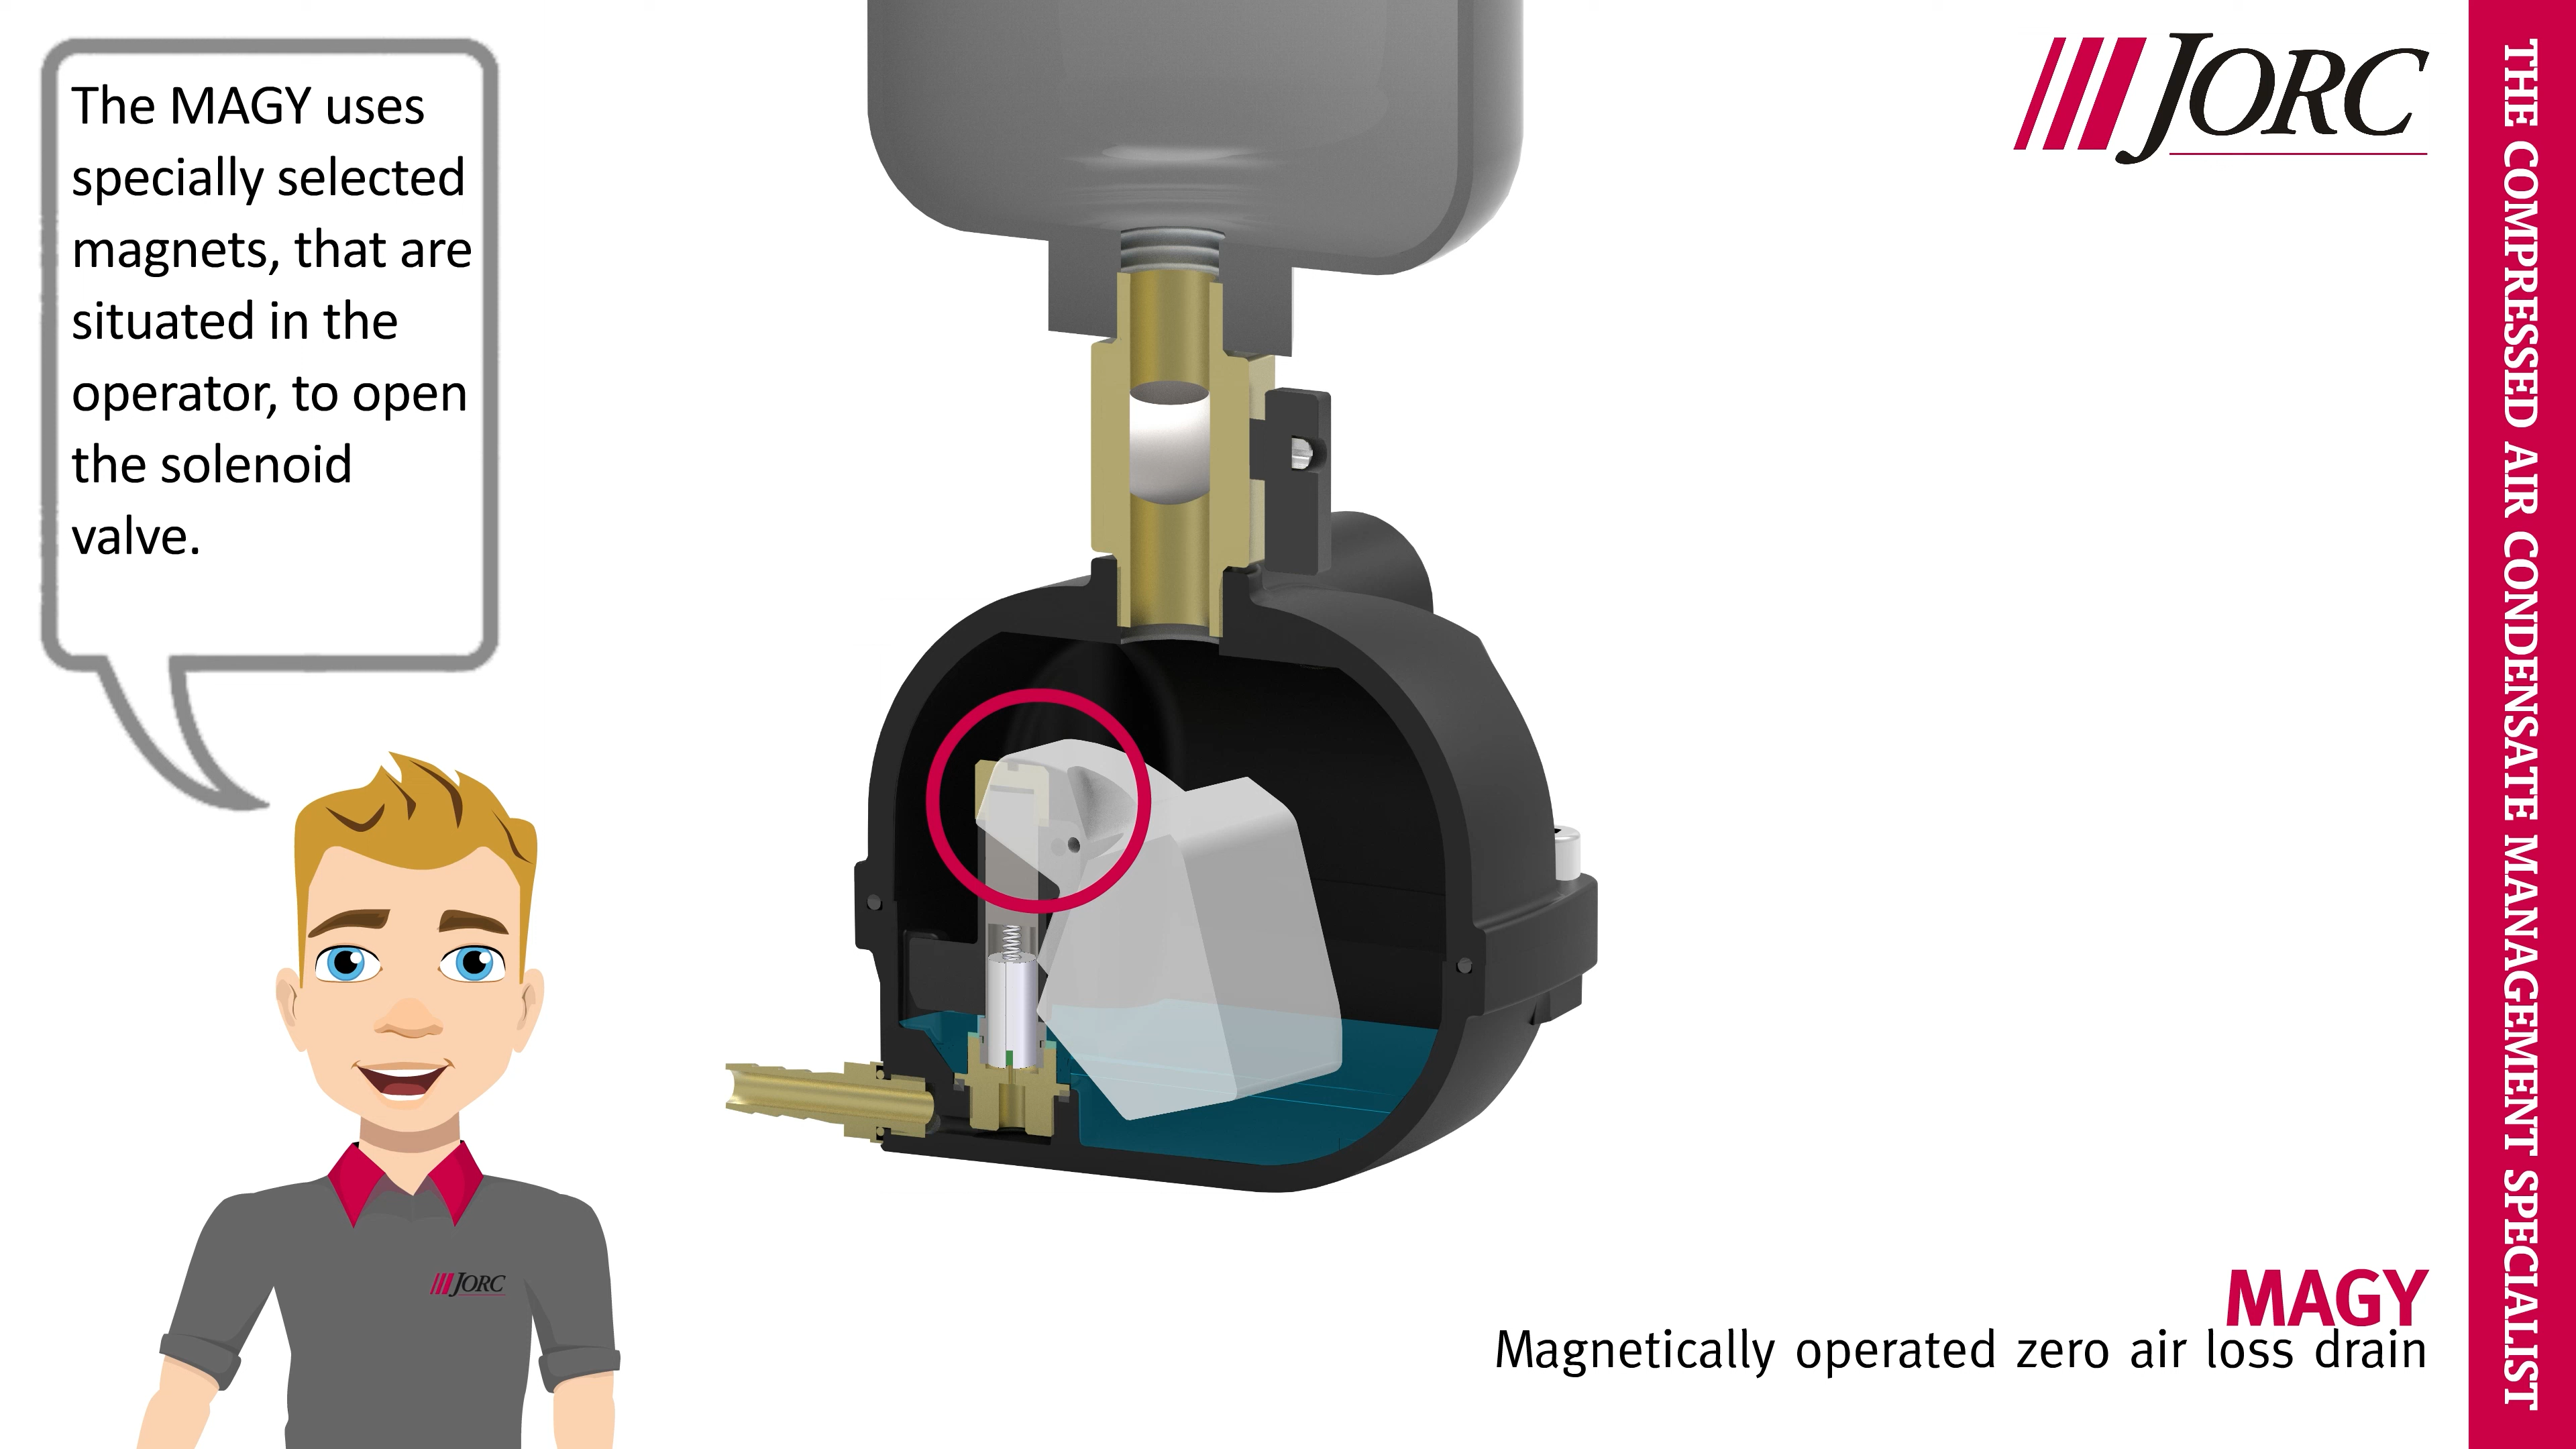 The MAGY uses
specially selected
magnets, that are
situated in the
operator, to open
the solenoid
valve.
JORC
THE COMPRESSED AIR CONDENSATE MANAGEMENT SPECIALIST
JORC
MAGY
Magnetically operated zero air loss drain